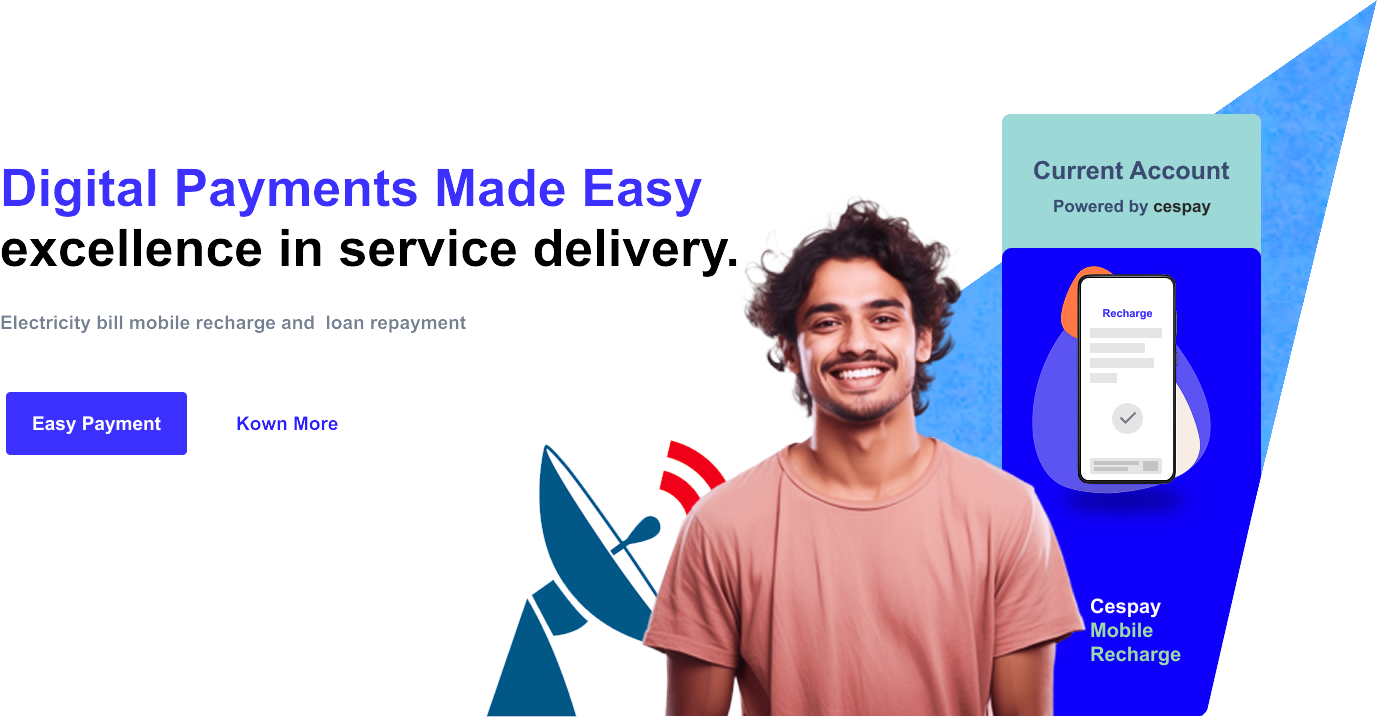 Digital Payments Made Easy
excellence in service delivery.
Electricity bill mobile recharge and  loan repayment
Easy Payment
Kown More
Current Account
Powered by cespay
Recharge
Cespay
Mobile
Recharge